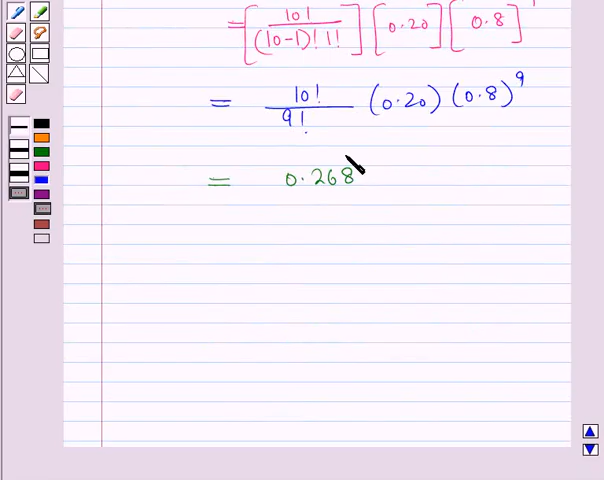 = [10! / (10-1)! 1!] [0.20] [0.8]
= 10! / 9! (0.20) (0.8)^9
= 0.268